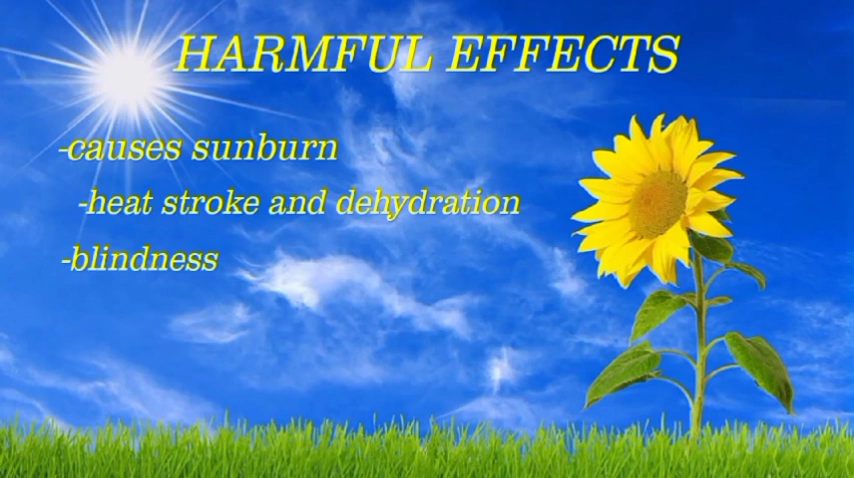 HARMFUL EFFECTS
-causes sunburn
-heat stroke and dehydration
-blindness